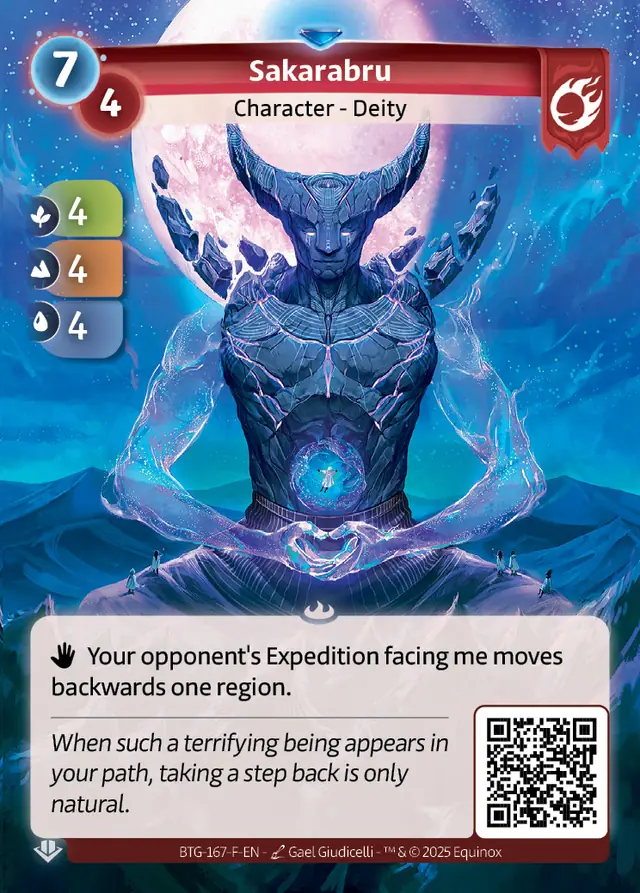 7
4
Sakarabru
Character - Deity
4
4
4
Your opponent's Expedition facing me moves
backwards one region.
When such a terrifying being appears in
your path, taking a step back is only
natural.
BTG-167-F-EN - Gael Giudicelli - ™ & © 2025 Equinox